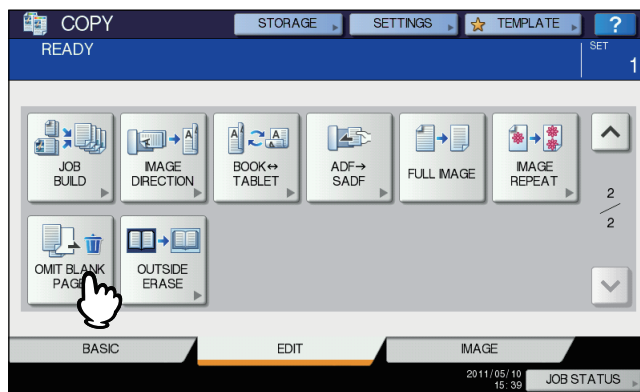 COPY
STORAGE
SETTINGS
TEMPLATE
?
READY
SET
1
JOB
BUILD
IMAGE
DIRECTION
BOOK↔
TABLET
ADF→
SADF
FULL IMAGE
IMAGE
REPEAT
2
2
OMIT BLANK
PAGE
OUTSIDE
ERASE
BASIC
EDIT
IMAGE
2011/05/10
15:39
JOB STATUS